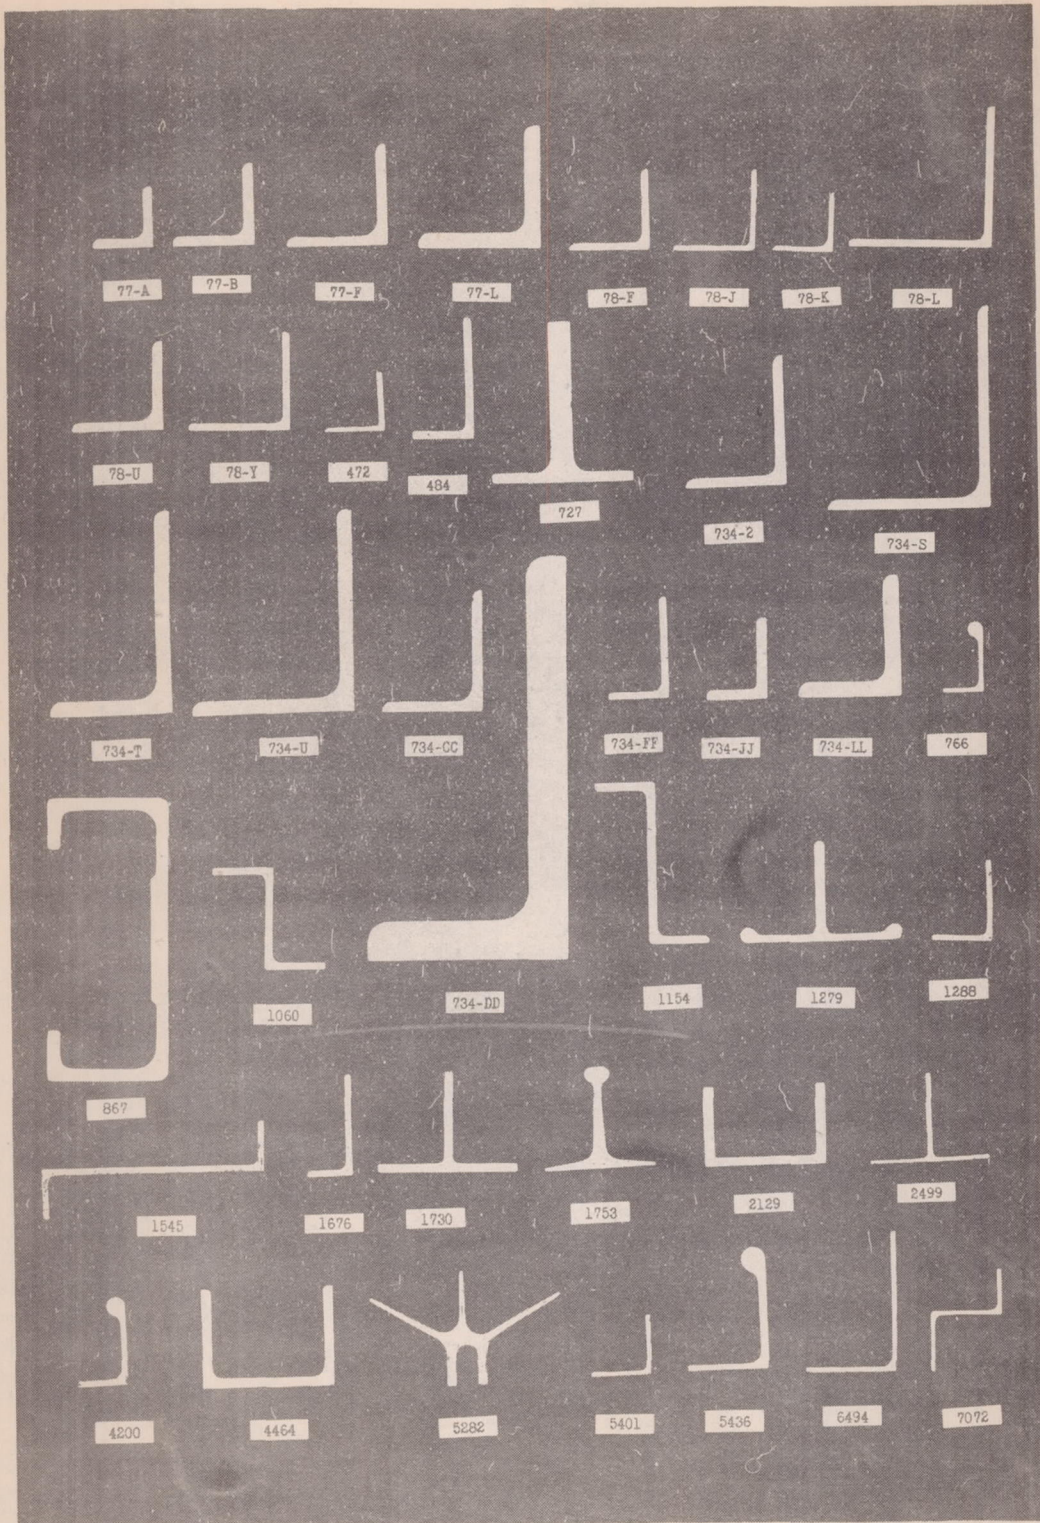 77-A
77-B
77-F
77-L
78-F
78-J
78-K
78-L
78-U
78-Y
472
484
727
734-2
734-S
734-T
734-U
734-CC
734-FF
734-JJ
734-LL
766
867
1060
734-DD
1154
1279
1288
1545
1676
1730
1753
2129
2499
4200
4464
5282
5401
5436
6494
7072